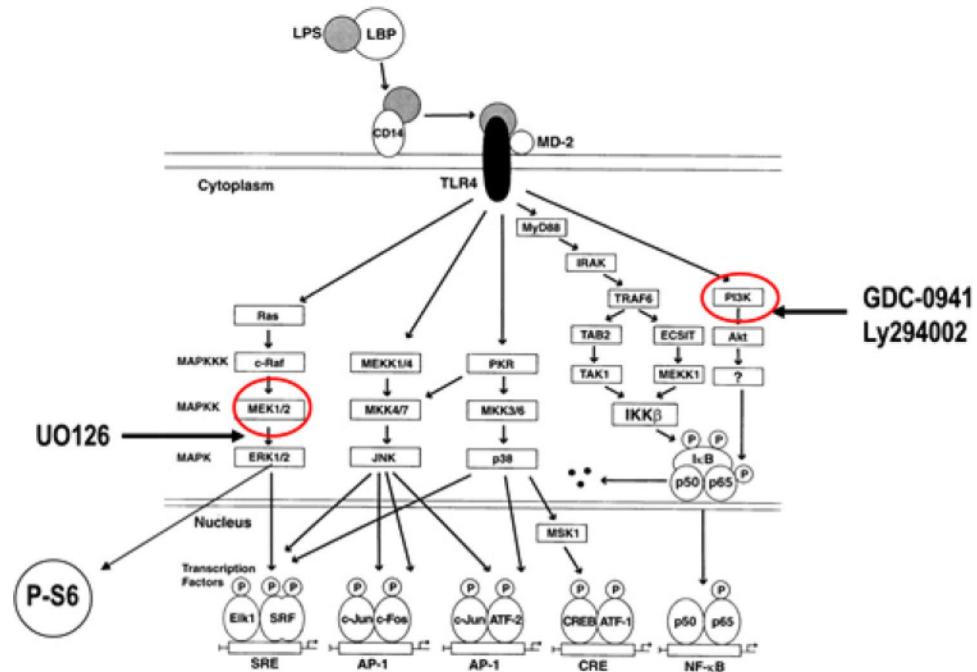 LPS
LBP
CD14
MD-2
TLR4
Cytoplasm
MyD88
IRAK
TRAF6
PI3K
GDC-0941
Ly294002
Ras
TAB2
ECSIT
Akt
MAPKKK
c-Raf
MEKK1/4
PKR
TAK1
MEKK1
?
MAPKK
MEK1/2
MKK4/7
MKK3/6
IKKβ
UO126
MAPK
ERK1/2
JNK
p38
P
P
IκB
p50
p65
P
Nucleus
MSK1
P-S6
Transcription
Factors
P
P
P
P
P
P
P
P
P
P
Elk1
SRF
c-Jun
c-Fos
c-Jun
ATF-2
CREB
ATF-1
p50
p65
SRE
AP-1
AP-1
CRE
NF-κB